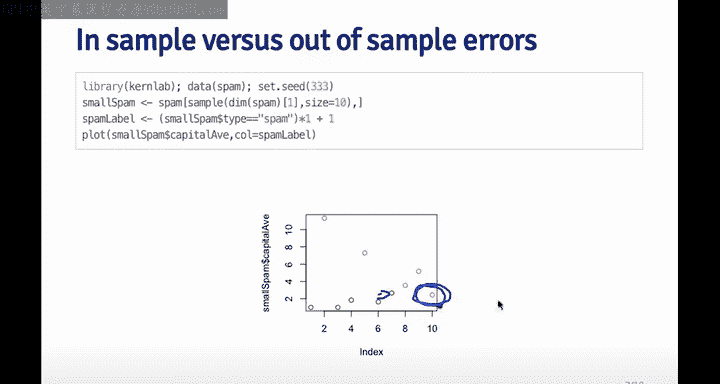 In sample versus out of sample errors
library(kernlab); data(spam); set.seed(333)
smallSpam <- spam[sample(dim(spam)[1],size=10),]
spamLabel <- (smallSpam$type=="spam")*1 + 1
plot(smallSpam$capitalAve,col=spamLabel)
smallSpam$capitalAve
10
8
6
4
2
2
4
6
8
10
Index